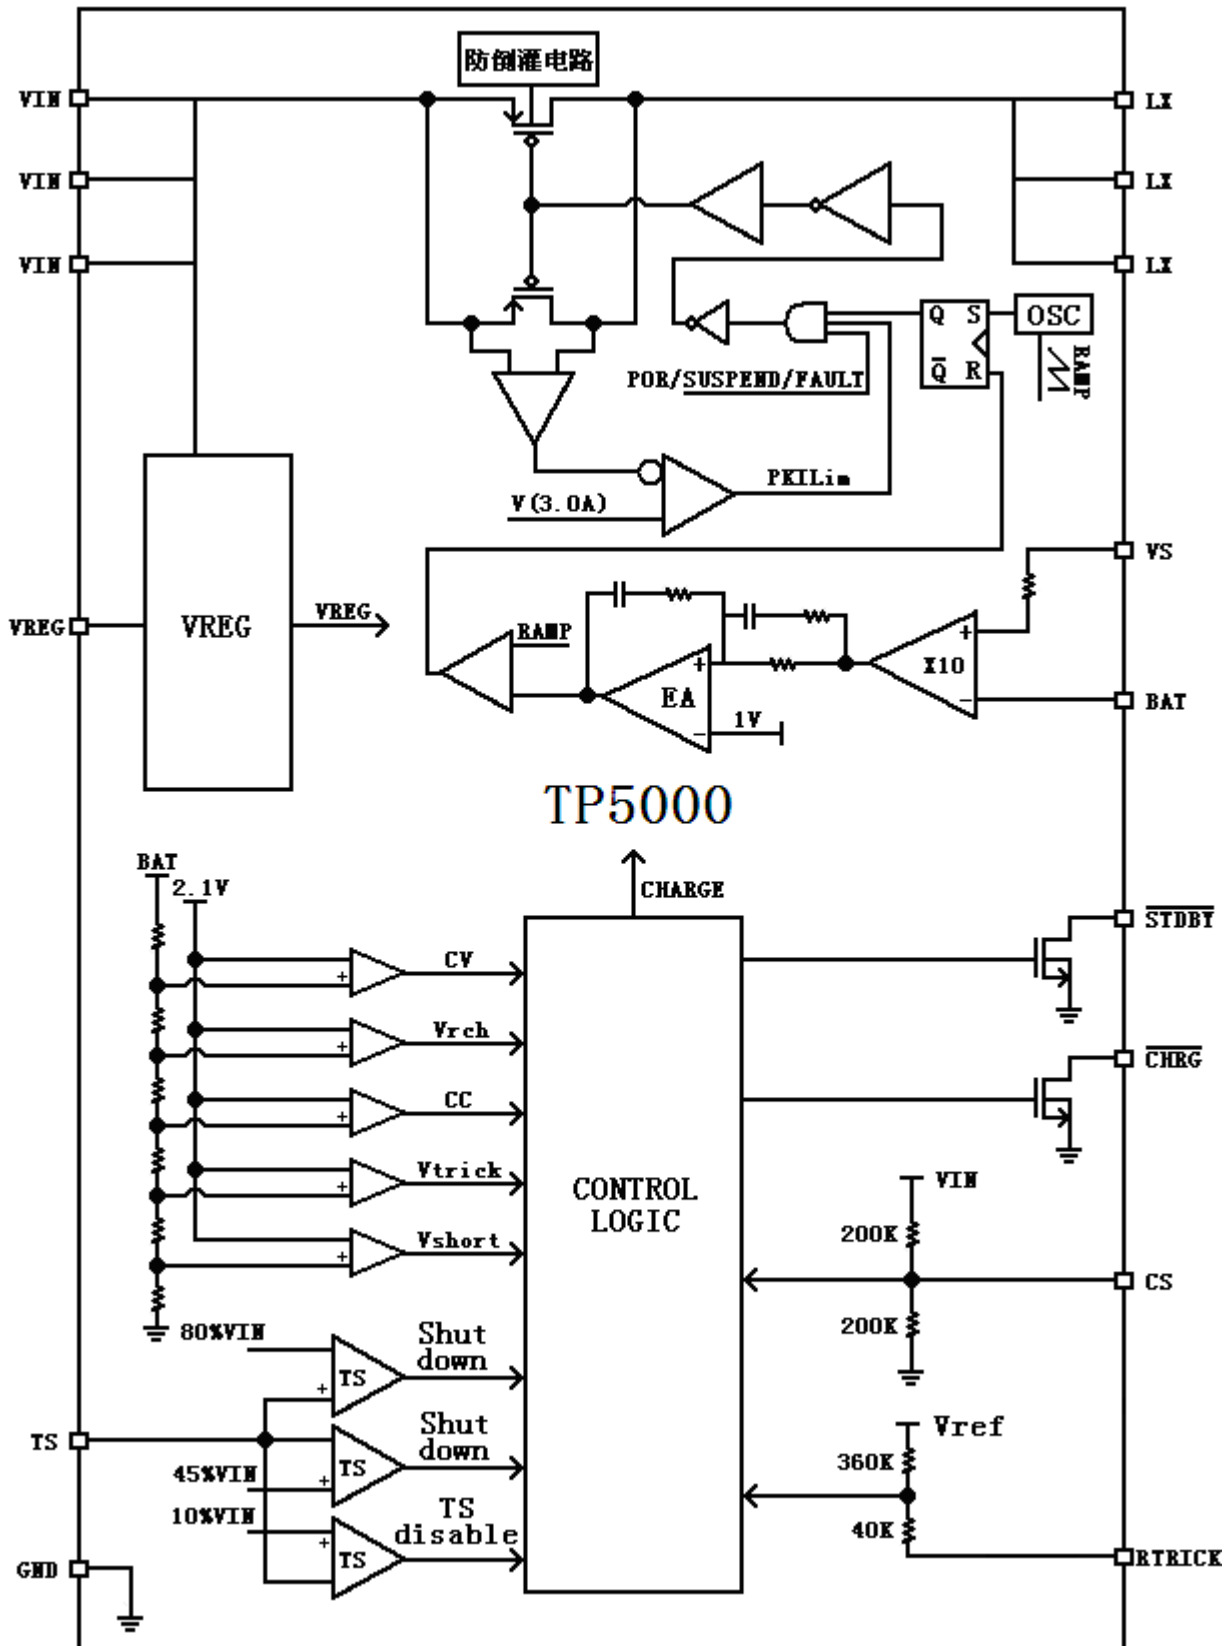 防倒灌电路
VIN
LX
VIN
LX
VIN
LX
Q S
OSC
Q̅ R
RAMP
POR/SUSPEND/FAULT
PKILim
V(3.0A)
VS
VREG
VREG
VREG
RAMP
+
X10
-
+
EA
-
1V
BAT
TP5000
BAT
2.1V
CHARGE
STDBY
+
CV
+
Vrch
CHRG
+
CC
+
Vtrick
CONTROL
LOGIC
VIN
200K
+
Vshort
CS
200K
80%VIN
TS
+
Shut
down
TS
45%VIN
TS
+
Shut
down
Vref
360K
10%VIN
+
TS
TS
disable
40K
GND
RTRICK